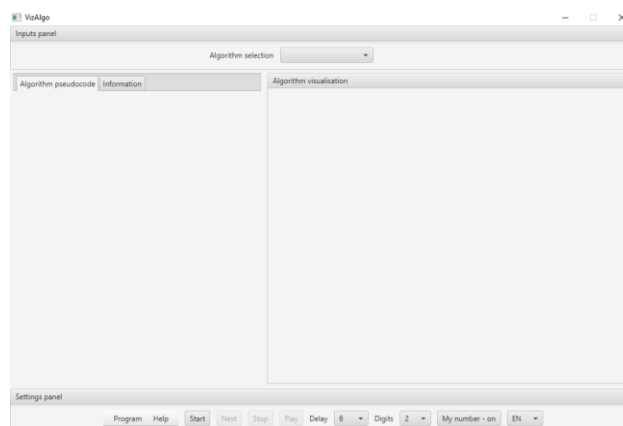 VizAlgo
Inputs panel
Algorithm selection
Algorithm pseudocode Information
Algorithm visualisation
Settings panel
Program Help Start Next Stop Play Delay 6 Digits 2 My number - on EN